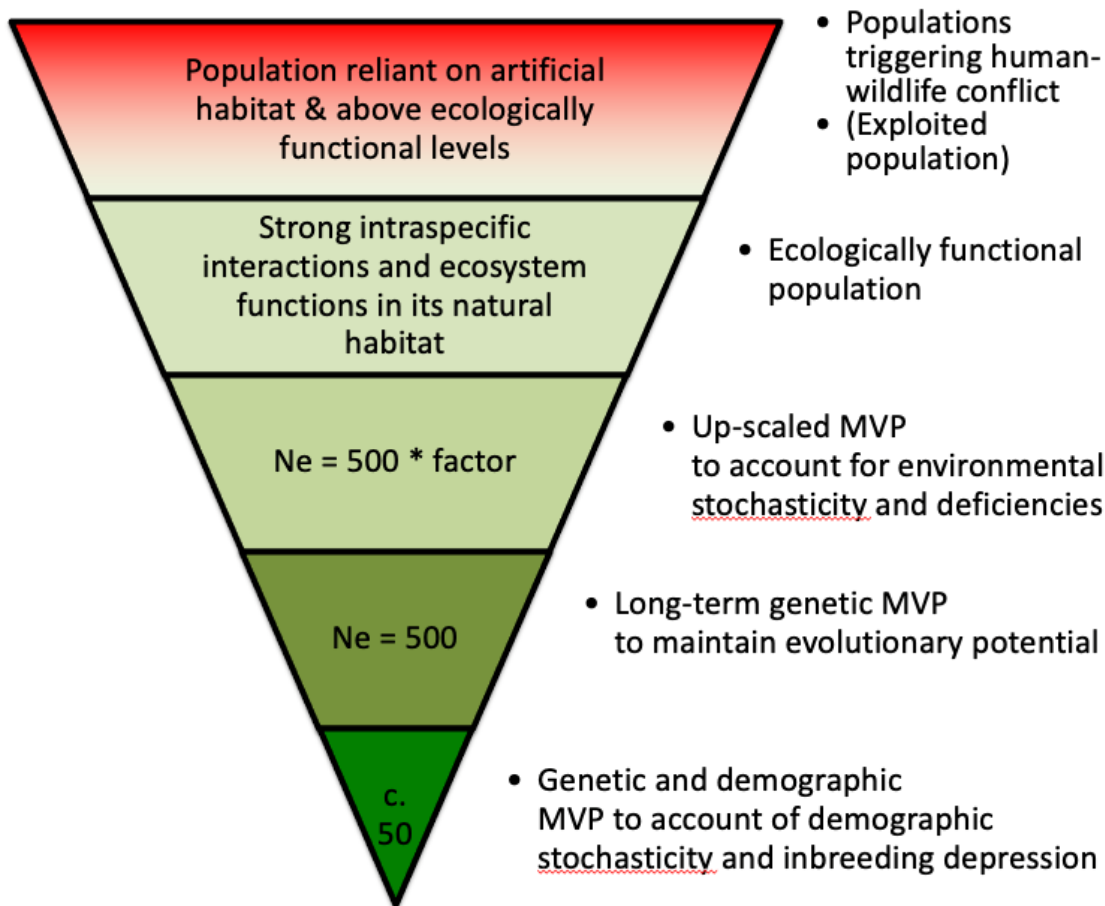 Population reliant on artificial
habitat & above ecologically
functional levels
• Populations
triggering human-
wildlife conflict
• (Exploited
population)
Strong intraspecific
interactions and ecosystem
functions in its natural
habitat
• Ecologically functional
population
Ne = 500 * factor
• Up-scaled MVP
to account for environmental
stochasticity and deficiencies
Ne = 500
• Long-term genetic MVP
to maintain evolutionary potential
c.
50
• Genetic and demographic
MVP to account of demographic
stochasticity and inbreeding depression